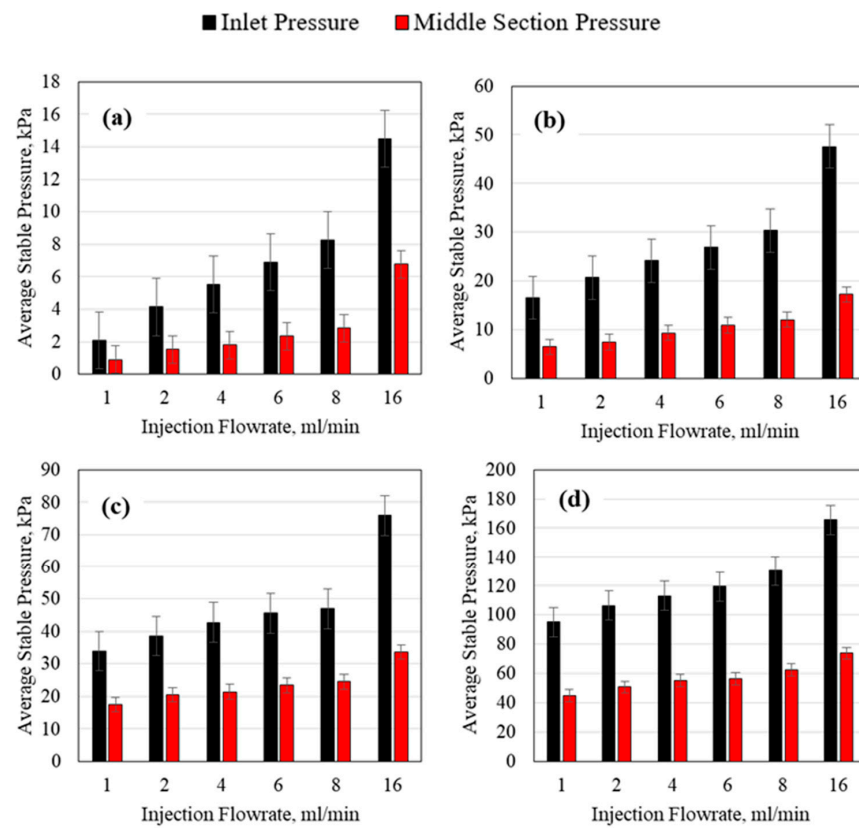 Inlet Pressure Middle Section Pressure
(a)
Average Stable Pressure, kPa
18
16
14
12
10
8
6
4
2
0
1 2 4 6 8 16
Injection Flowrate, ml/min
(b)
Average Stable Pressure, kPa
60
50
40
30
20
10
0
1 2 4 6 8 16
Injection Flowrate, ml/min
(c)
Average Stable Pressure, kPa
90
80
70
60
50
40
30
20
10
0
1 2 4 6 8 16
Injection Flowrate, ml/min
(d)
Average Stable Pressure, kPa
200
180
160
140
120
100
80
60
40
20
0
1 2 4 6 8 16
Injection Flowrate, ml/min